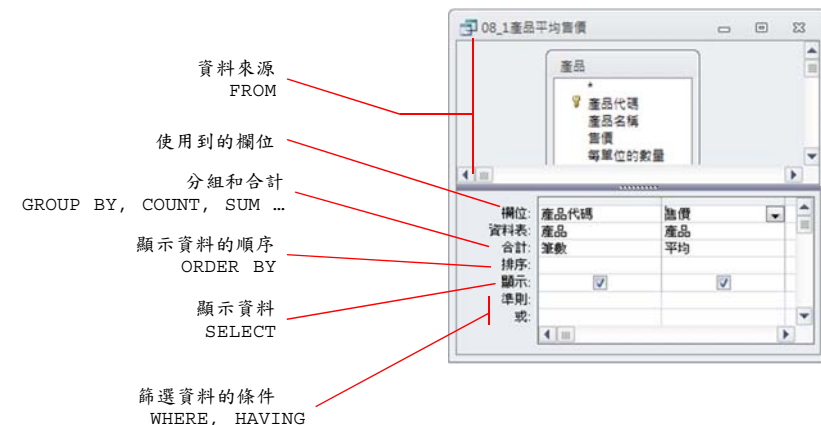 08_1產品平均售價
資料來源
FROM
使用到的欄位
分組和合計
GROUP BY, COUNT, SUM …
顯示資料的順序
ORDER BY
顯示資料
SELECT
篩選資料的條件
WHERE, HAVING
產品
*
產品代碼
產品名稱
售價
每單位的數量
欄位: 產品代碼 售價
資料表: 產品 產品
合計: 筆數 平均
排序:
顯示:
準則:
或: